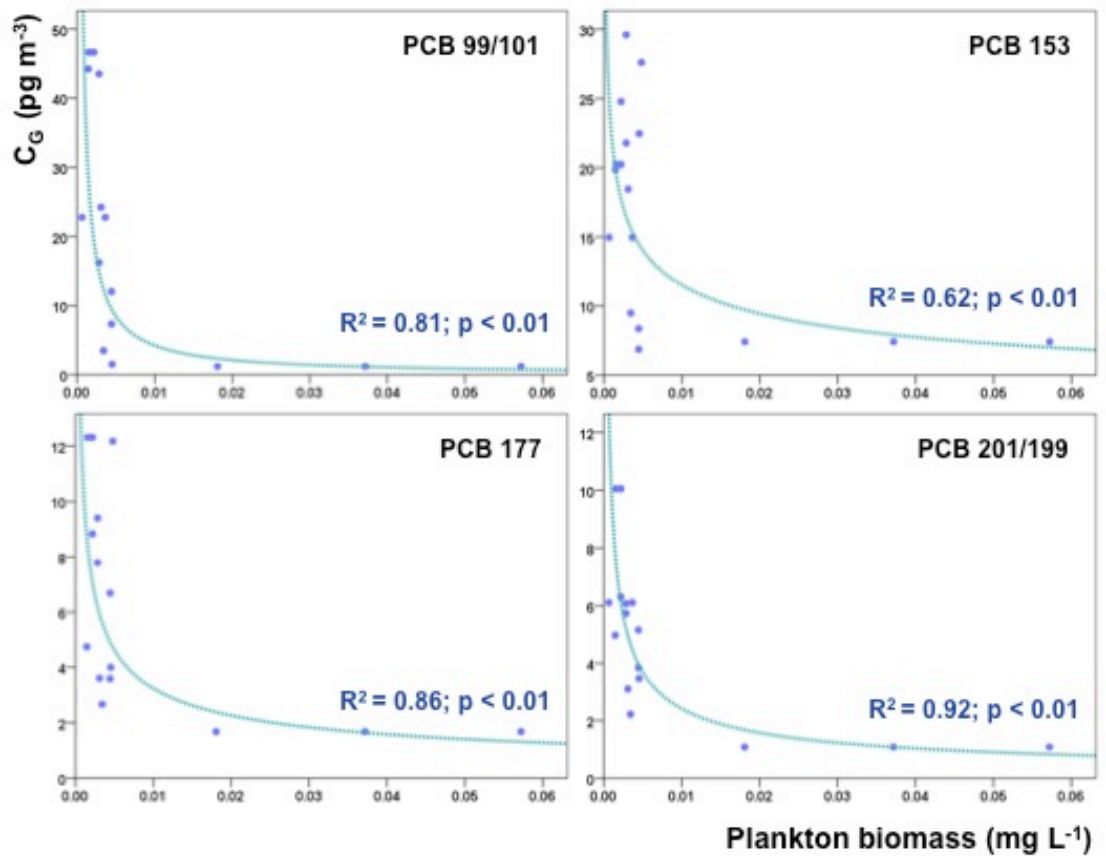 C_G (pg m⁻³)
PCB 99/101
50
40
30
20
10
0
R² = 0.81; p < 0.01
0.00 0.01 0.02 0.03 0.04 0.05 0.06
PCB 153
30
25
20
15
10
5
R² = 0.62; p < 0.01
0.00 0.01 0.02 0.03 0.04 0.05 0.06
PCB 177
12
10
8
6
4
2
0
R² = 0.86; p < 0.01
0.00 0.01 0.02 0.03 0.04 0.05 0.06
PCB 201/199
12
10
8
6
4
2
0
R² = 0.92; p < 0.01
0.00 0.01 0.02 0.03 0.04 0.05 0.06
Plankton biomass (mg L⁻¹)